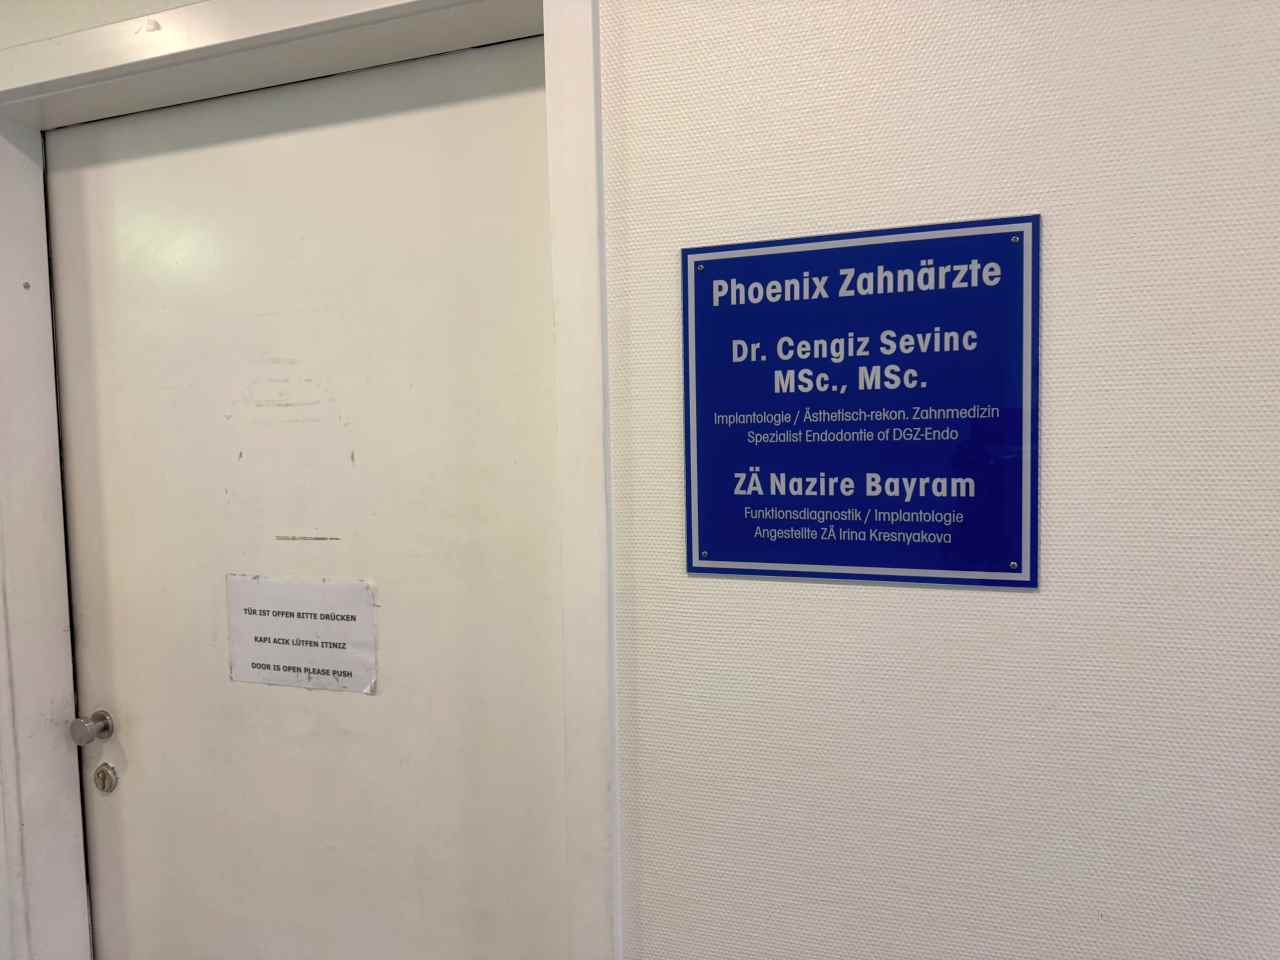 Phoenix Zahnärzte
Dr. Cengiz Sevinc
MSc., MSc.
Implantologie / Ästhetisch-rekon. Zahnmedizin
Spezialist Endodontie of DGZ-Endo
ZÄ Nazire Bayram
Funktionsdiagnostik / Implantologie
Angestellte ZÄ Irina Kresnyakova
TÜR IST OFFEN BITTE DRÜCKEN
KAPI ACIK LÜTFEN ITINIZ
DOOR IS OPEN PLEASE PUSH